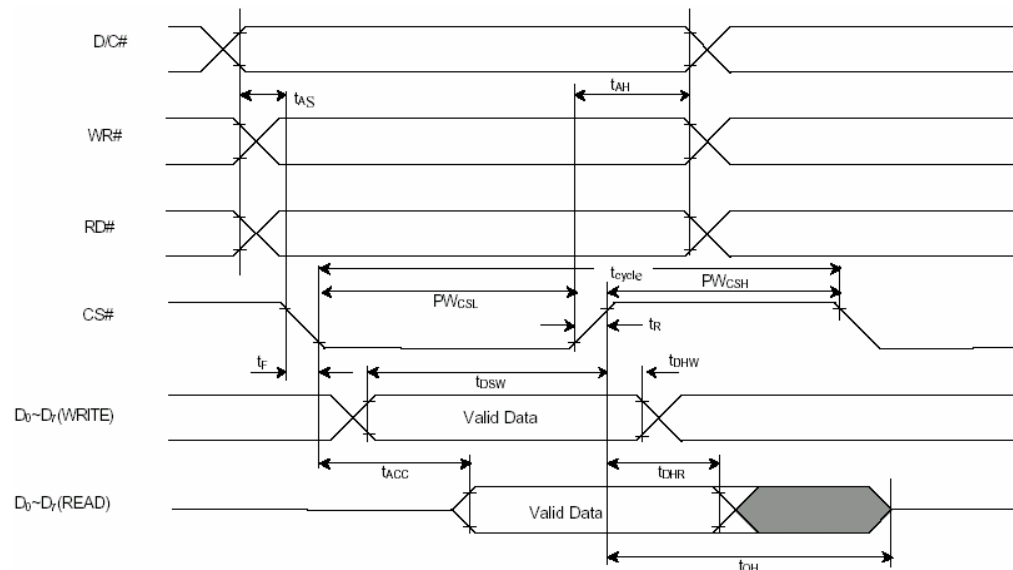 D/C#
tAH
tAS
WR#
RD#
tcycle
PWCSL
PWCSH
CS#
tR
tF
tDSW
tDHW
D0~D7(WRITE)
Valid Data
tACC
tDHR
D0~D7(READ)
Valid Data
tOH